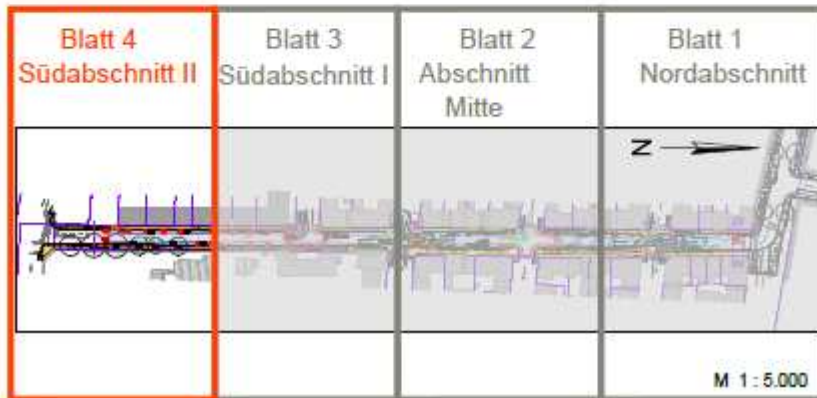 Blatt 4
Südabschnitt II
Blatt 3
Südabschnitt I
Blatt 2
Abschnitt
Mitte
Blatt 1
Nordabschnitt
N
M 1 : 5.000